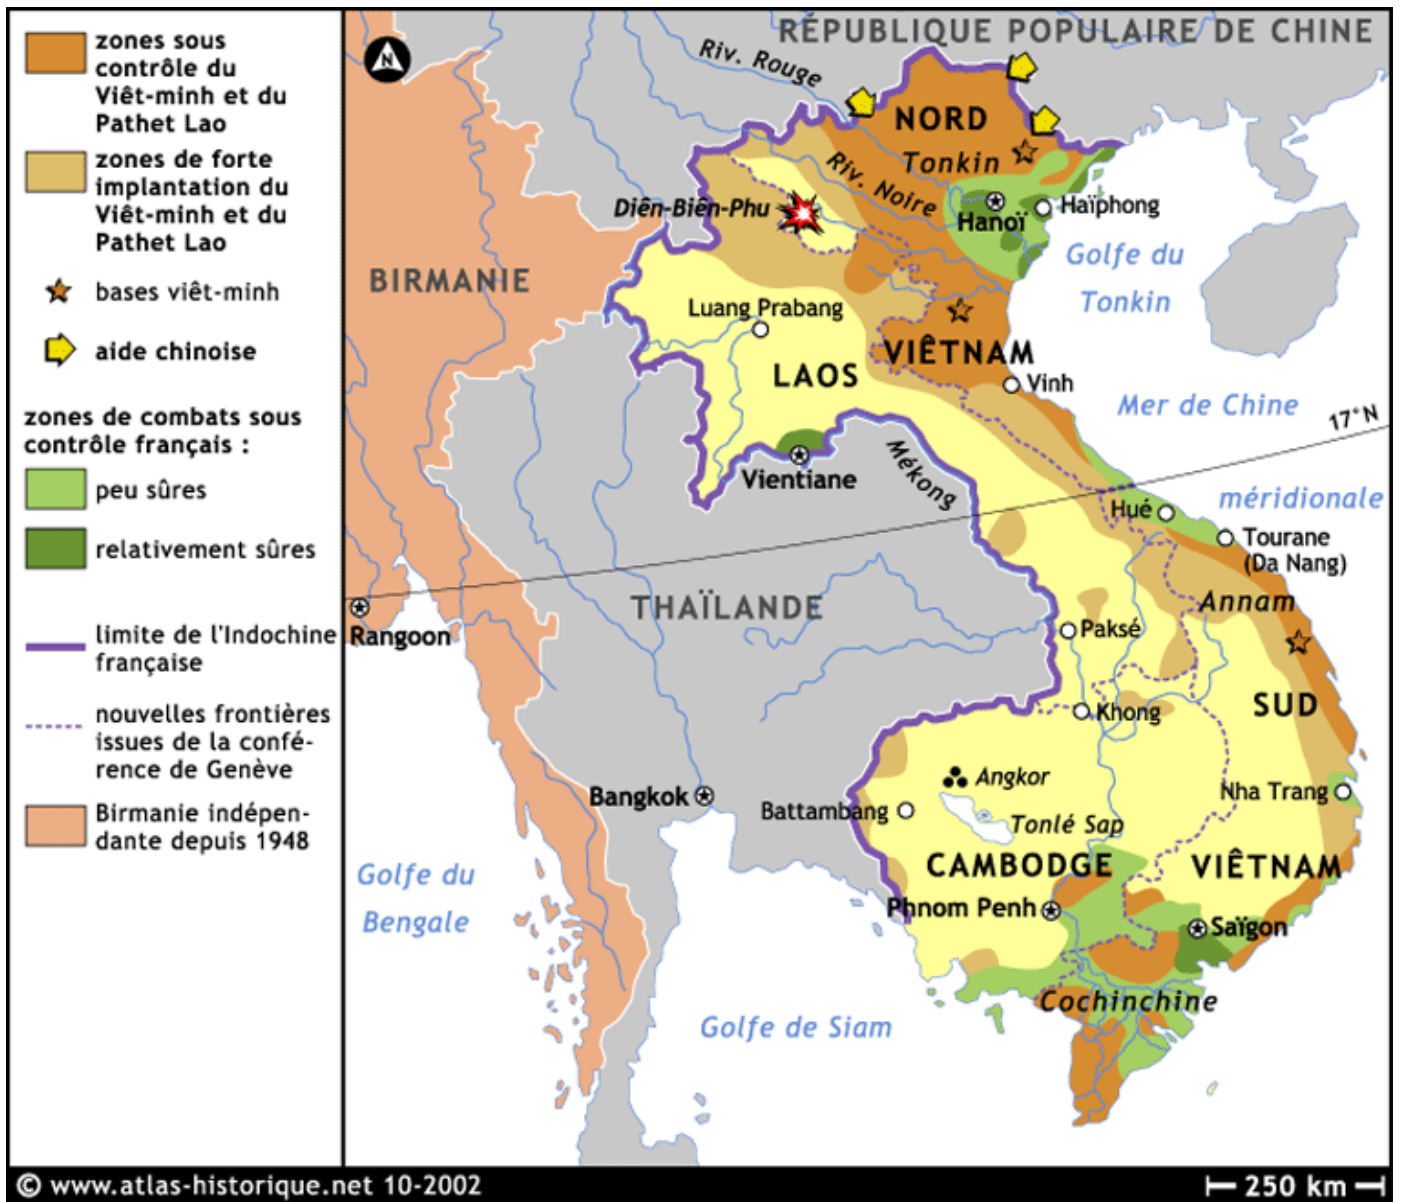 zones sous
contrôle du
Viêt-minh et du
Pathet Lao
zones de forte
implantation du
Viêt-minh et du
Pathet Lao
bases viêt-minh
aide chinoise
zones de combats sous
contrôle français :
peu sûres
relativement sûres
limite de l'Indochine
française
nouvelles frontières
issues de la confé-
rence de Genève
Birmanie indépen-
dante depuis 1948
N
RÉPUBLIQUE POPULAIRE DE CHINE
Riv. Rouge
NORD
Tonkin
Riv. Noire
Diên-Biên-Phu
Hanoï
Haïphong
Golfe du
Tonkin
BIRMANIE
Luang Prabang
VIÊTNAM
LAOS
Vinh
Mer de Chine
17°N
Vientiane
Mékong
méridionale
Hué
Tourane
(Da Nang)
THAÏLANDE
Annam
Rangoon
Paksé
SUD
Khong
Angkor
Bangkok
Battambang
Nha Trang
Tonlé Sap
CAMBODGE
VIÊTNAM
Golfe du
Bengale
Phnom Penh
Saïgon
Cochinchine
Golfe de Siam
© www.atlas-historique.net 10-2002
250 km